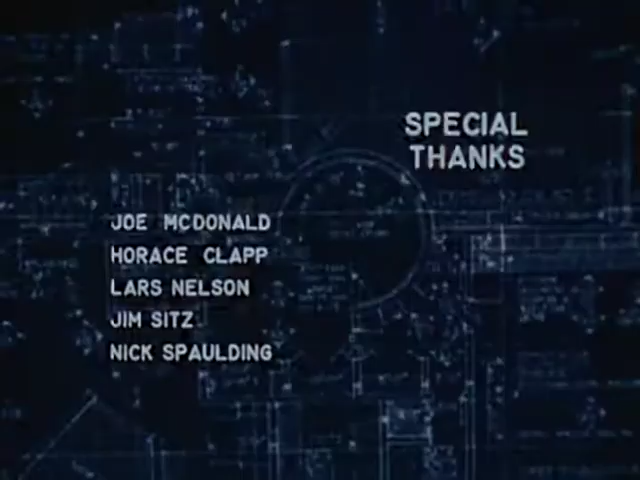 SPECIAL
THANKS
JOE MCDONALD
HORACE CLAPP
LARS NELSON
JIM SITZ
NICK SPAULDING